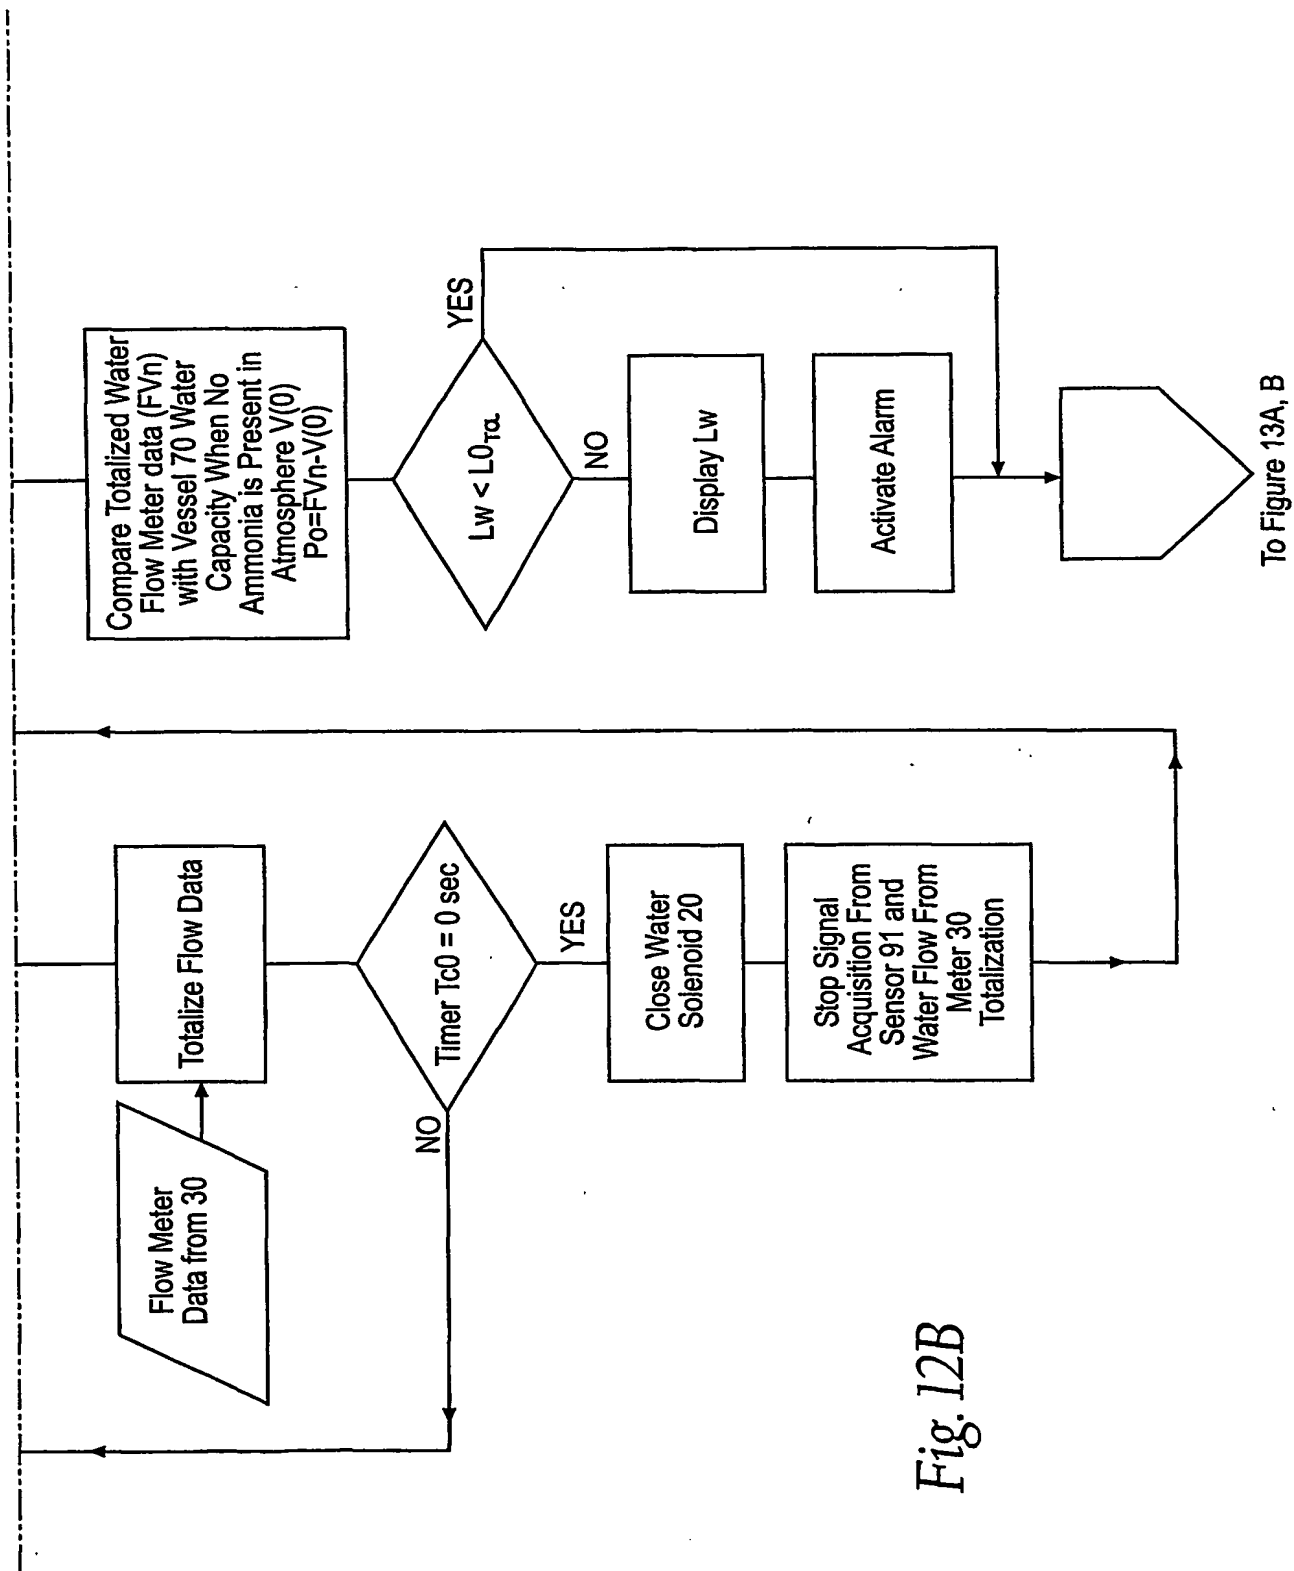 Flow Meter
Data from 30
Totalize Flow Data
Timer Tc0 = 0 sec
NO
YES
Close Water
Solenoid 20
Stop Signal
Acquisition From
Sensor 91 and
Water Flow From
Meter 30
Totalization
Compare Totalized Water
Flow Meter data (FVn)
with Vessel 70 Water
Capacity When No
Ammonia is Present in
Atmosphere V(0)
Po=FVn-V(0)
Lw < L0τα
YES
NO
Display Lw
Activate Alarm
To Figure 13A, B
Fig. 12B